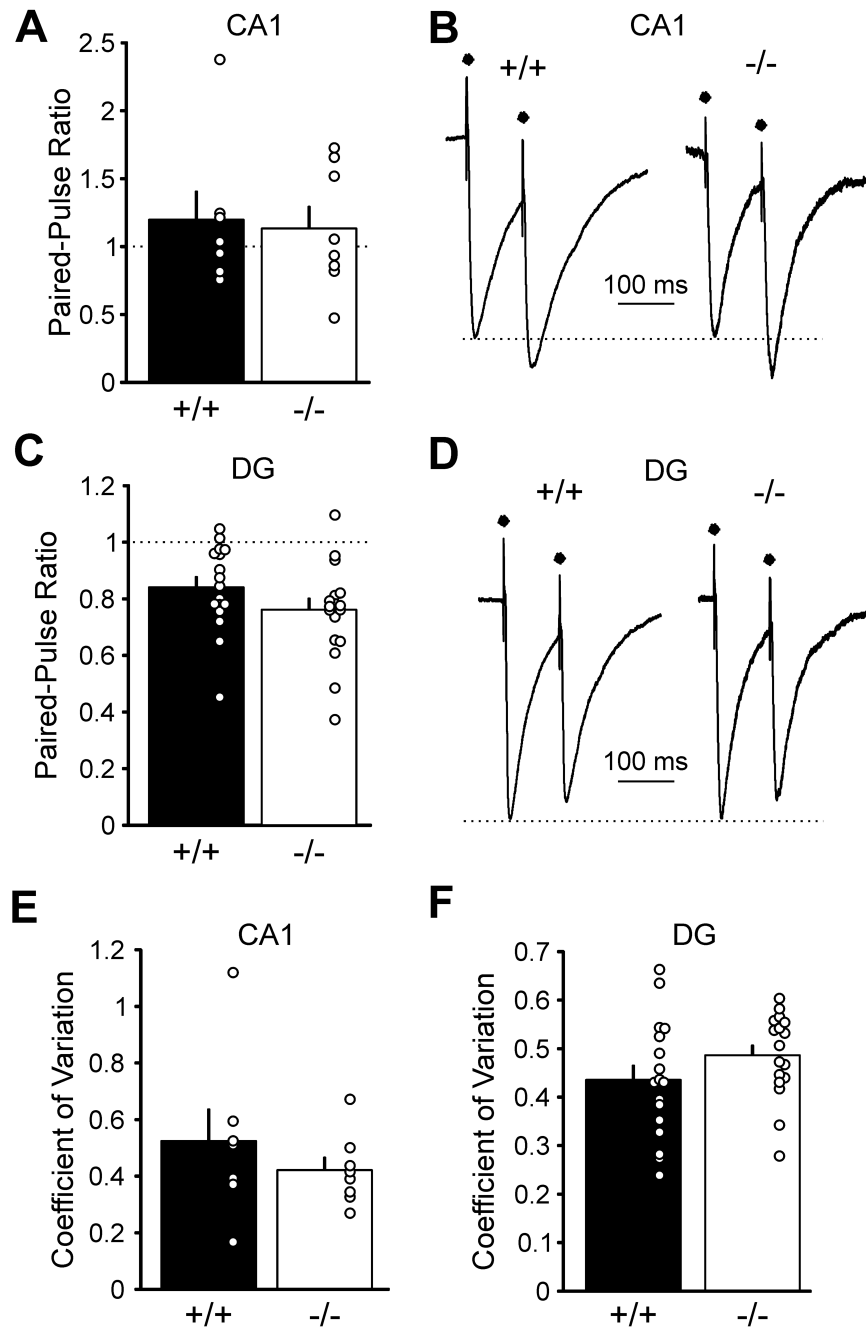 A
CA1
2.5
2
1.5
1
0.5
0
Paired-Pulse Ratio
+/+
-/-
B
CA1
+/+
-/-
100 ms
C
DG
1.2
1
0.8
0.6
0.4
0.2
0
Paired-Pulse Ratio
+/+
-/-
D
DG
+/+
-/-
100 ms
E
CA1
1.2
1
0.8
0.6
0.4
0.2
0
Coefficient of Variation
+/+
-/-
F
DG
0.7
0.6
0.5
0.4
0.3
0.2
0.1
0
Coefficient of Variation
+/+
-/-